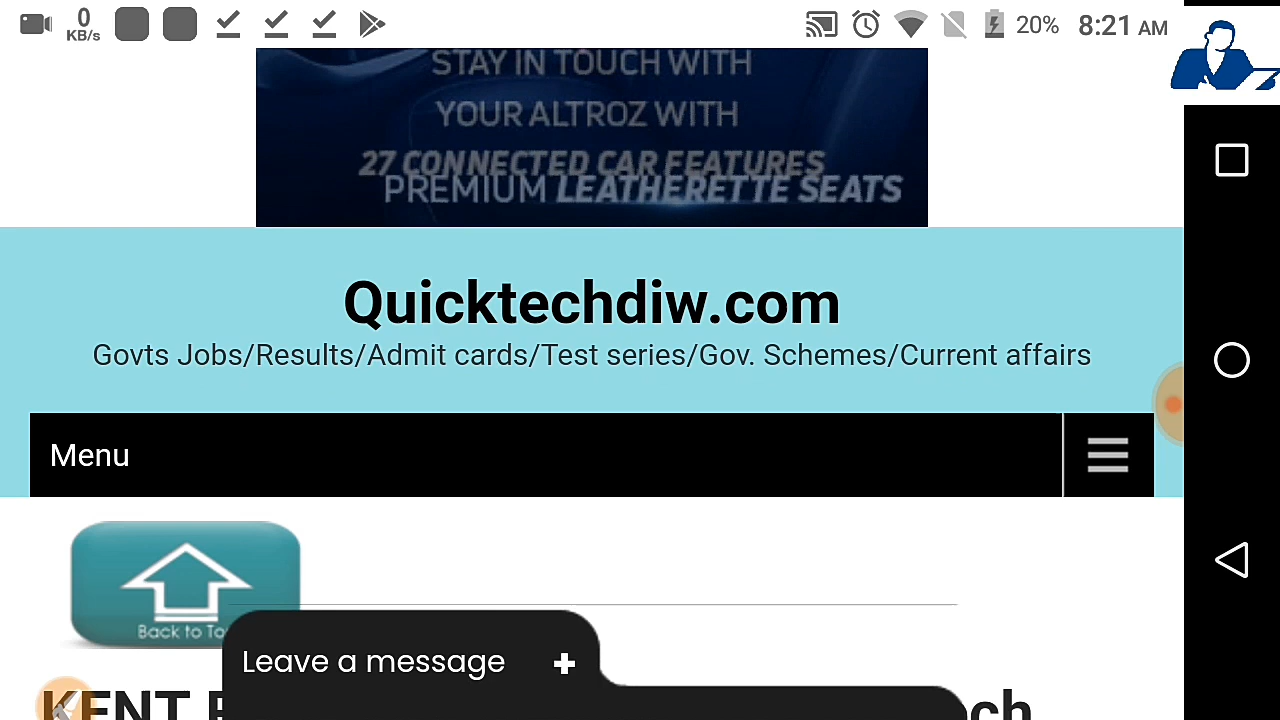 0
KB/s
20%
8:21 AM
STAY IN TOUCH WITH
YOUR ALTROZ WITH
27 CONNECTED CAR FEATURES
PREMIUM LEATHERETTE SEATS
Quicktechdiw.com
Govts Jobs/Results/Admit cards/Test series/Gov. Schemes/Current affairs
Menu
Back to To
Leave a message
KENT